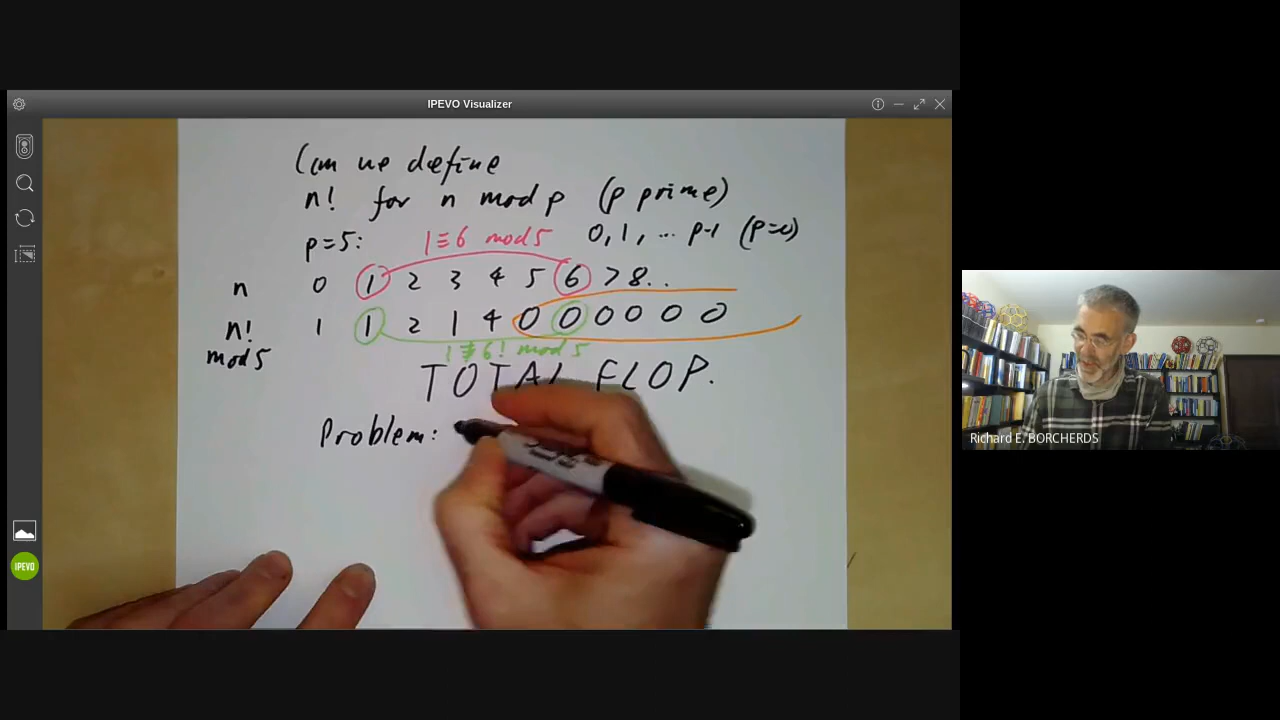 IPEVO Visualizer
Can we define
n! for n mod p (p prime)
p=5: 1≡6 mod 5 0, 1, ... p-1 (p=0)
n 0 1 2 3 4 5 6 7 8..
n! 1 1 2 1 4 0 0 0 0 0 0
mod 5
1 ≢ 6! mod 5
TOTAL FLOP.
Problem:
IPEVO
Richard E. BORCHERDS